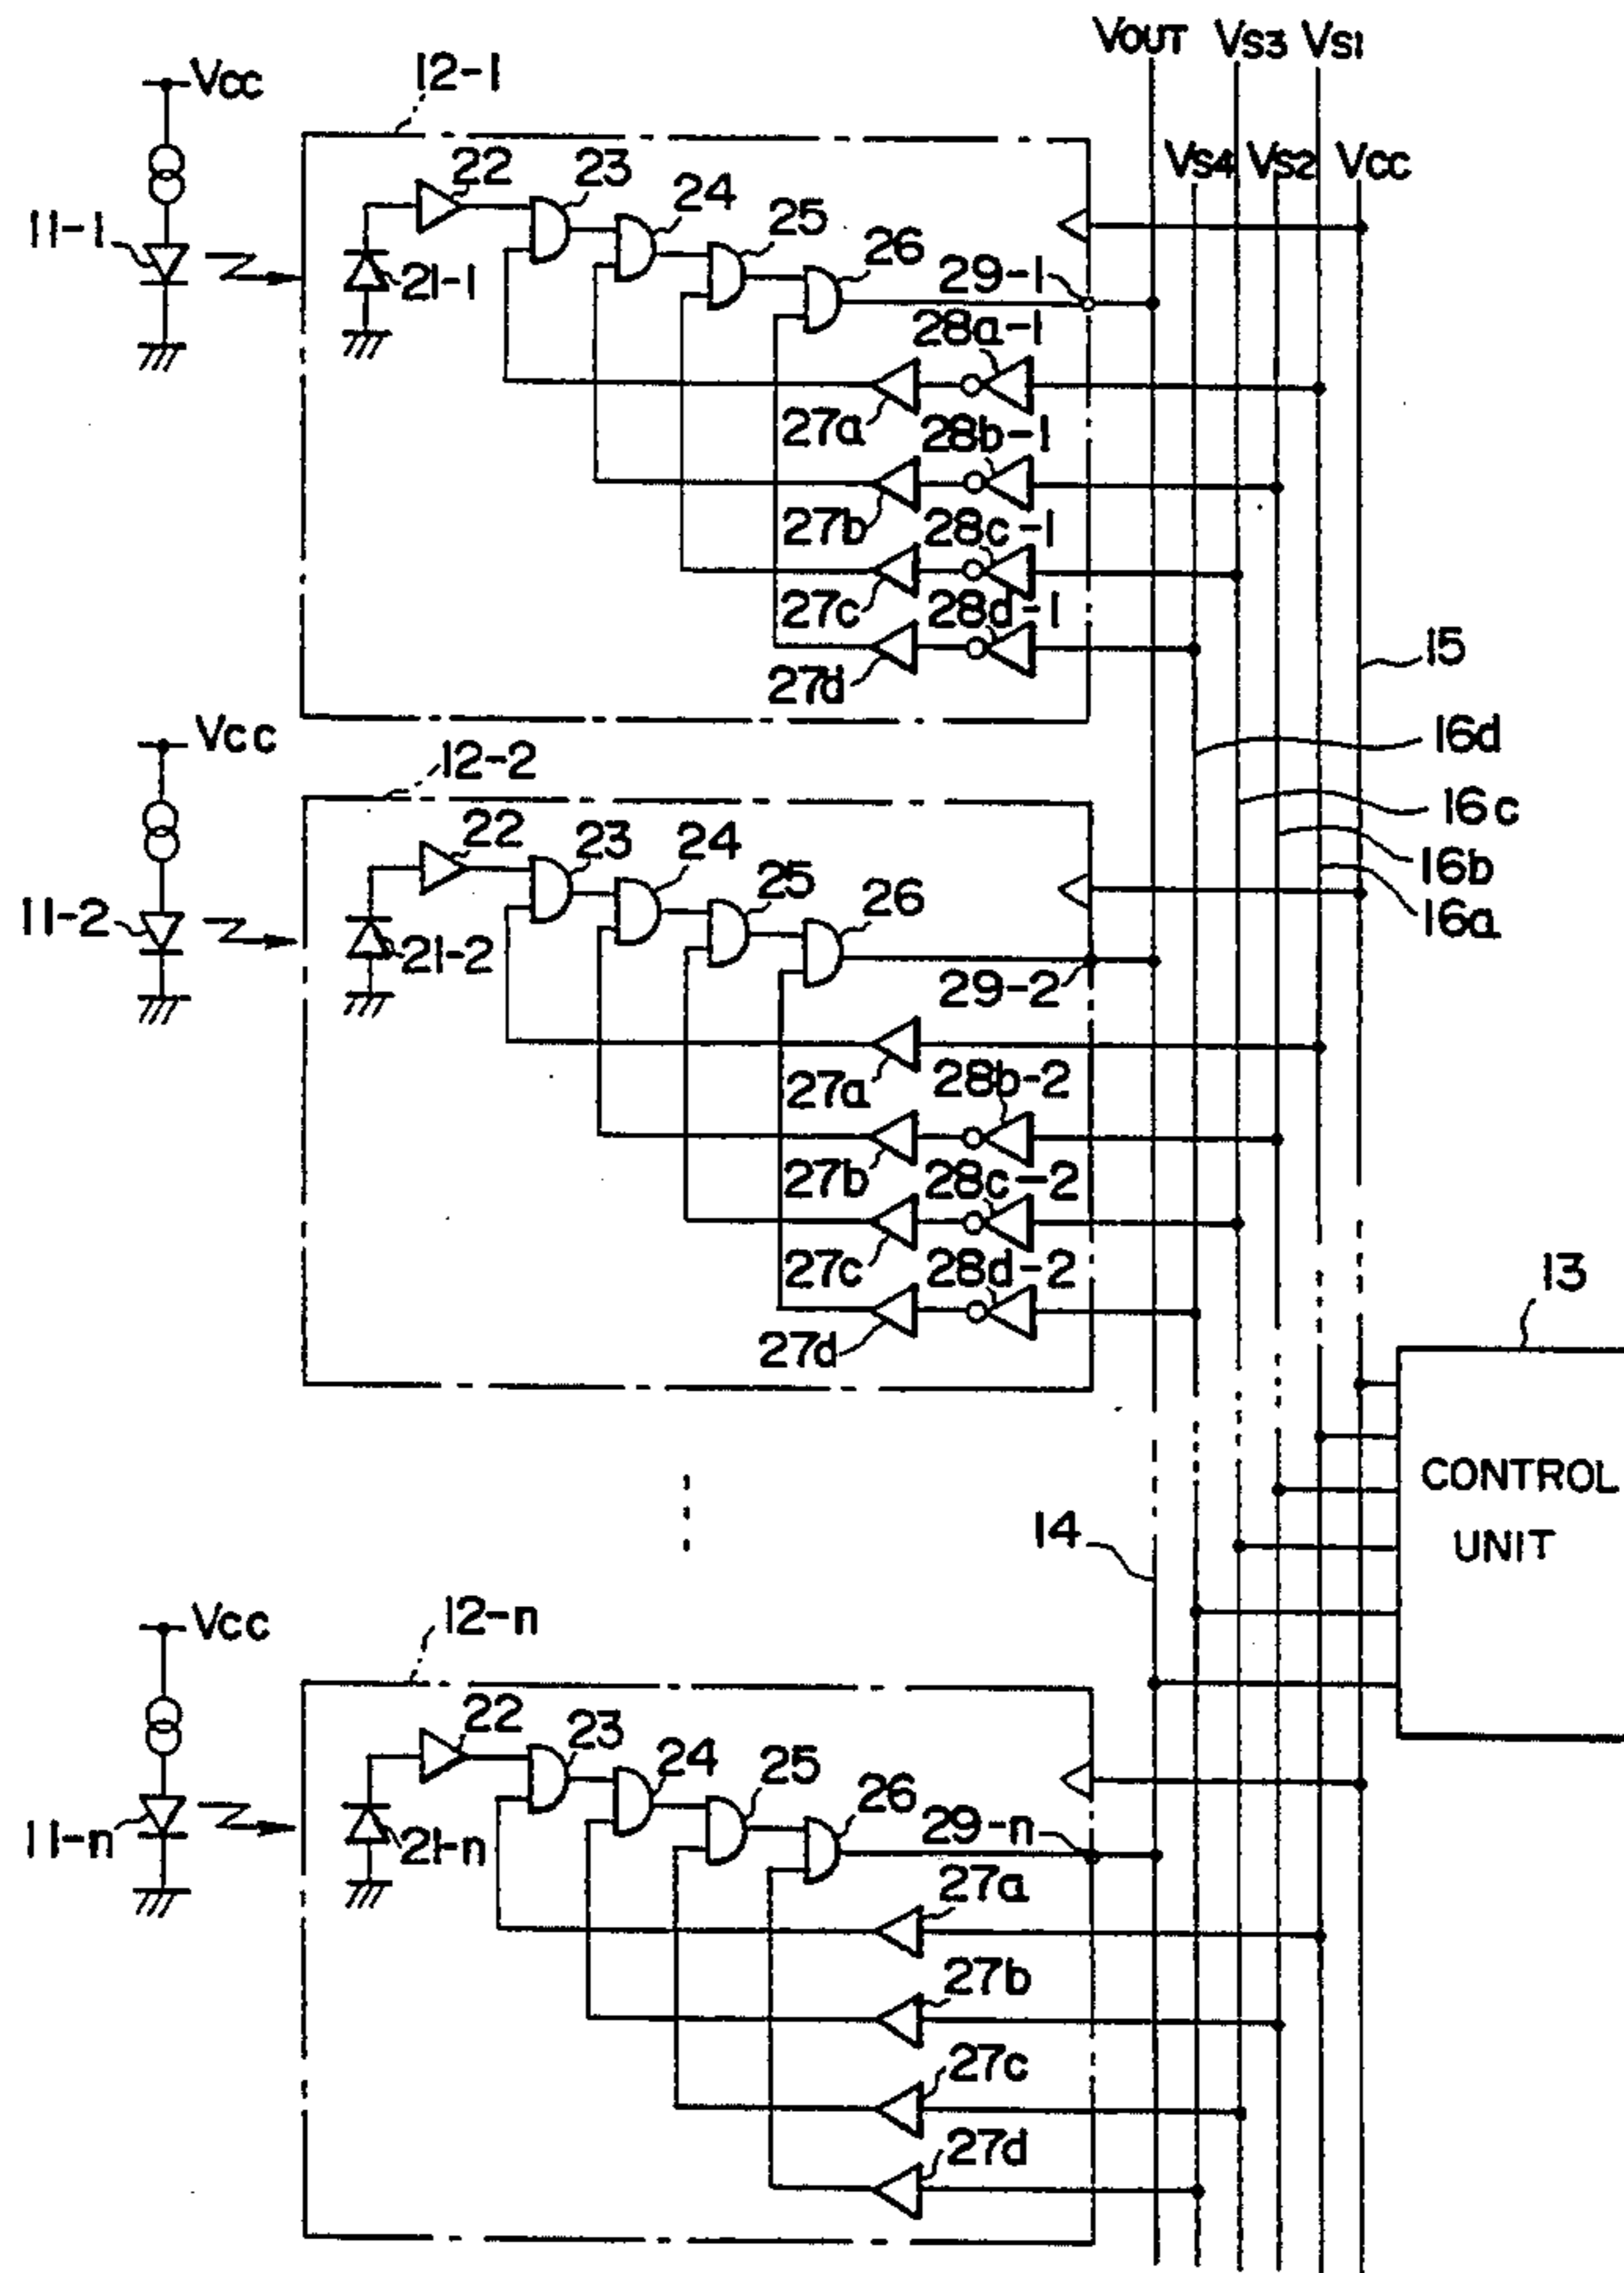 VOUT VS3 VS1
VS4 VS2 VCC
VCC
12-1
22
23
24
25
26
11-1
21-1
29-1
28a-1
27a
28b-1
27b
28c-1
27c
28d-1
27d
15
16d
16c
16b
16a
VCC
12-2
22
23
24
25
26
11-2
21-2
29-2
27a
28b-2
27b
28c-2
27c
28d-2
27d
13
CONTROL
UNIT
14
VCC
12-n
22
23
24
25
26
11-n
21-n
29-n
27a
27b
27c
27d